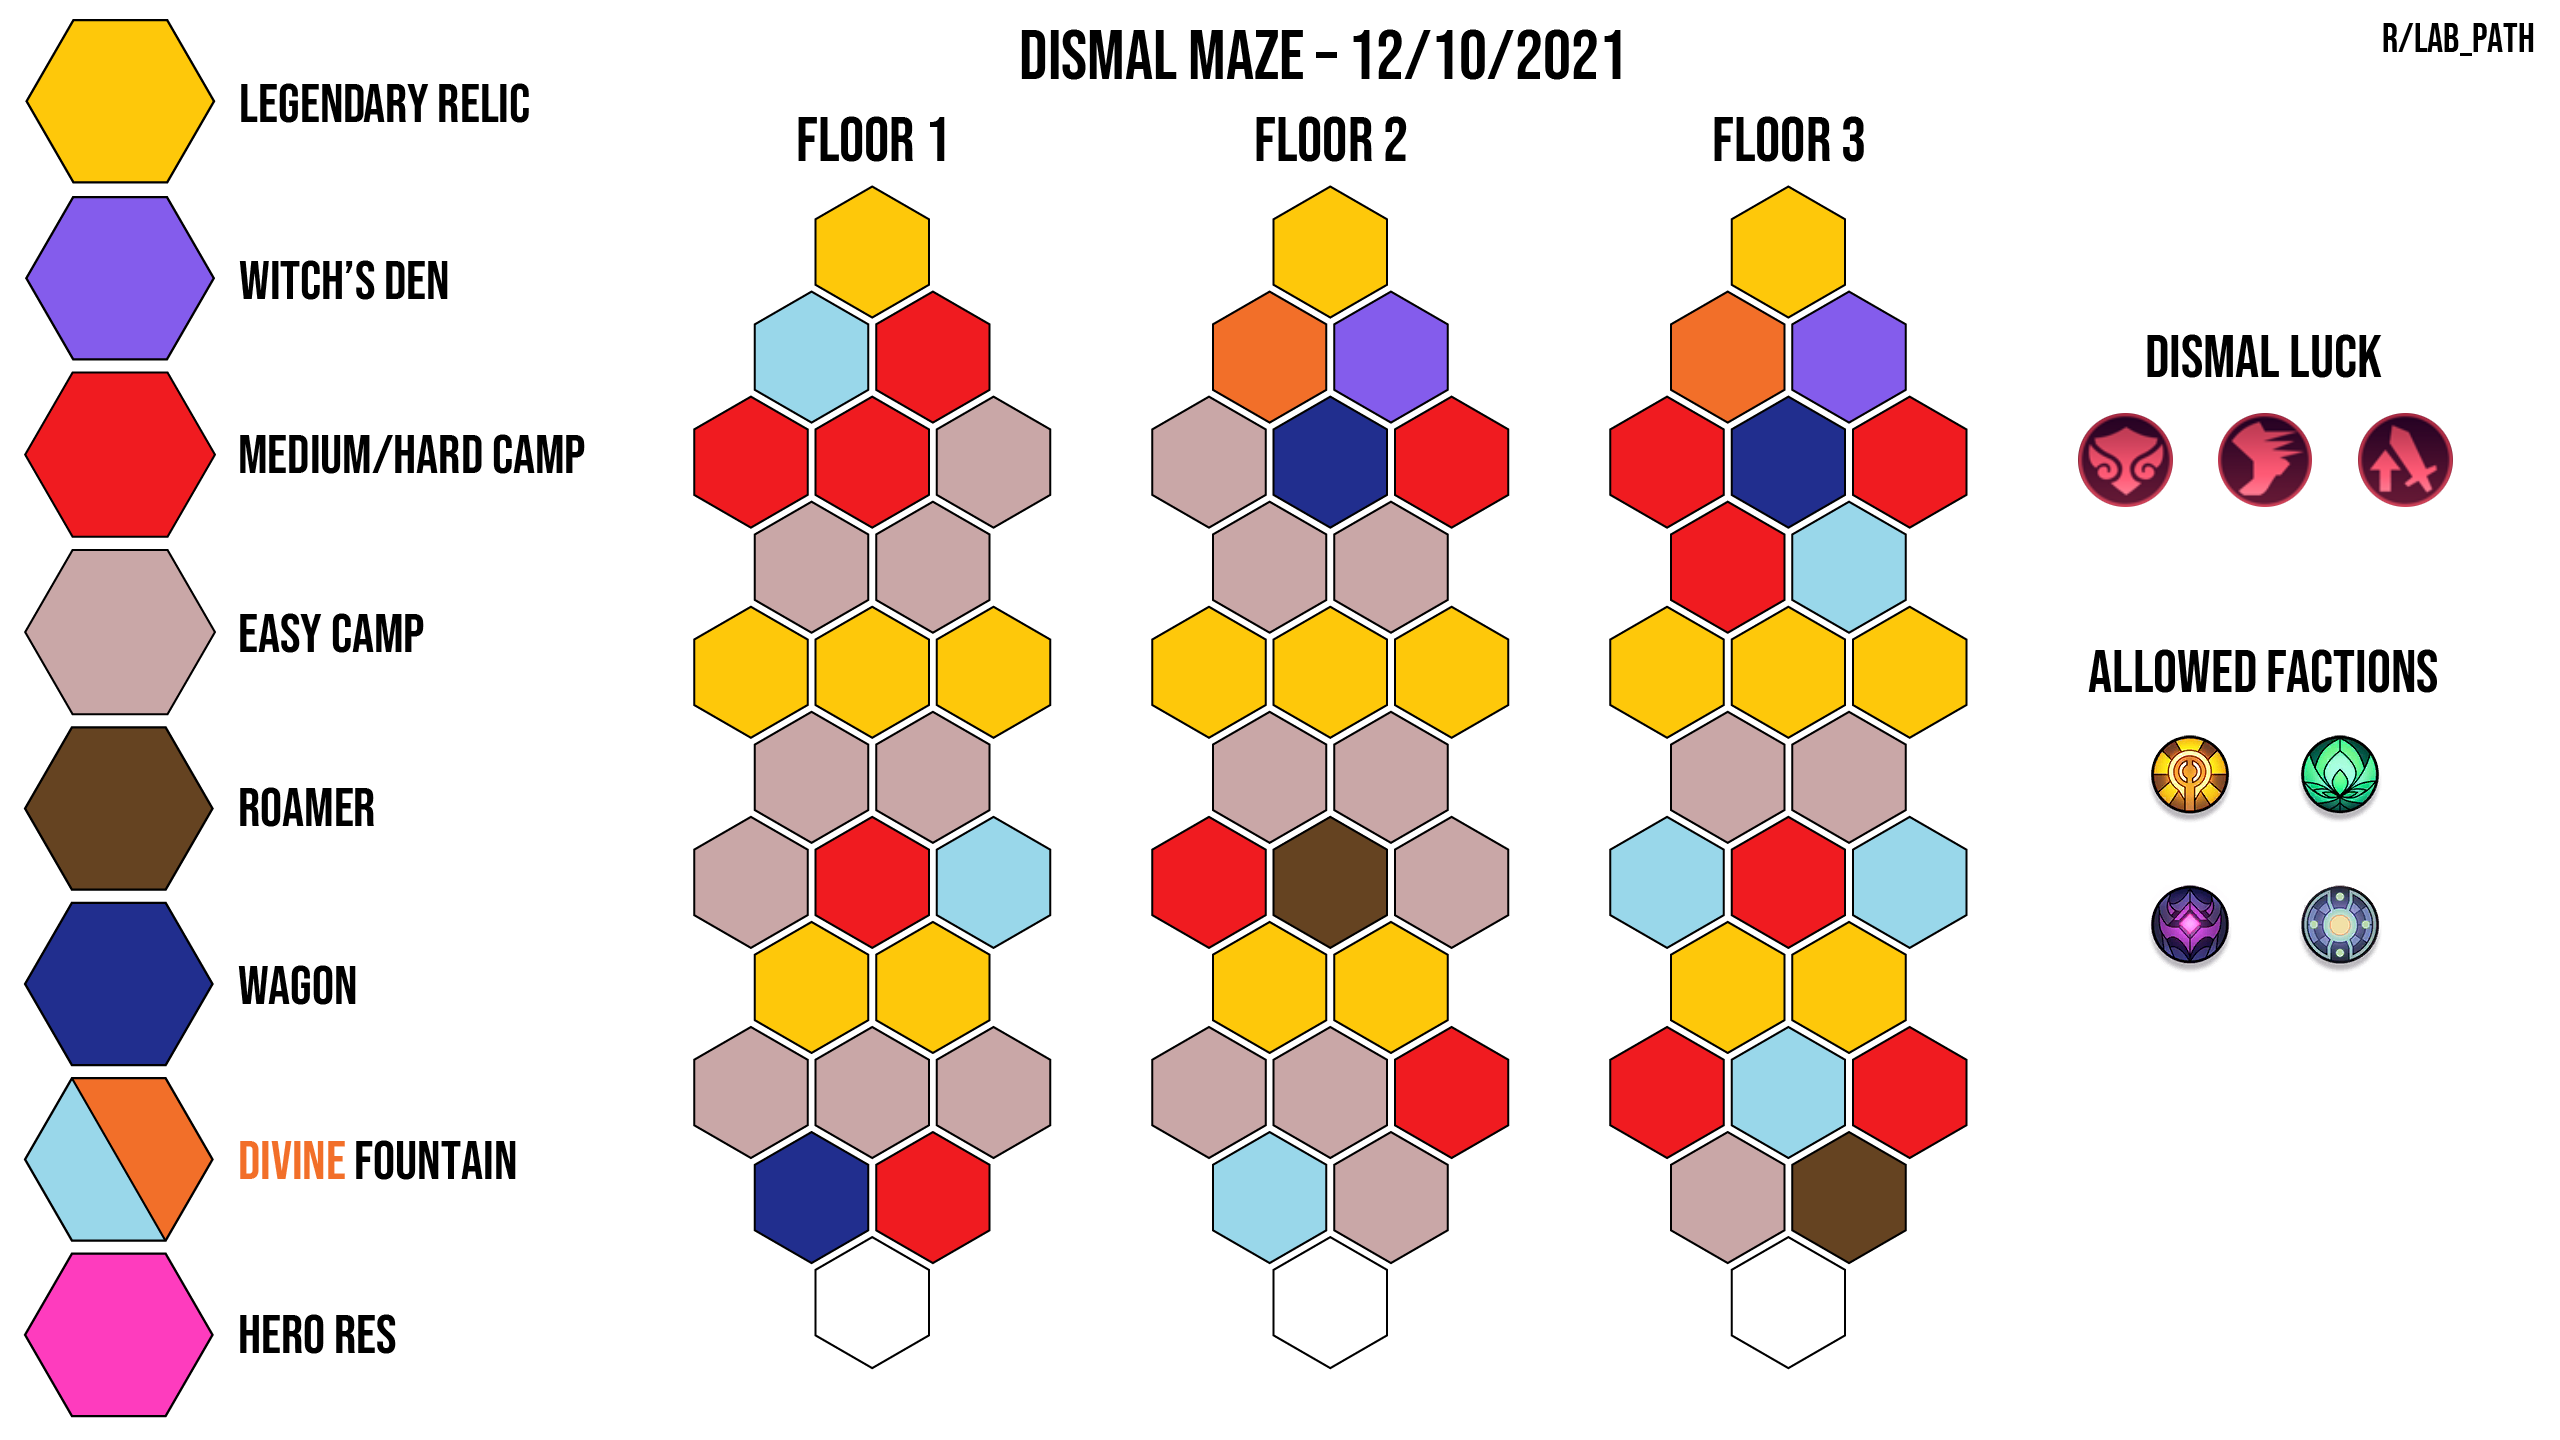 DISMAL MAZE – 12/10/2021
R/LAB_PATH
LEGENDARY RELIC
WITCH'S DEN
MEDIUM/HARD CAMP
EASY CAMP
ROAMER
WAGON
DIVINE FOUNTAIN
HERO RES
FLOOR 1
FLOOR 2
FLOOR 3
DISMAL LUCK
ALLOWED FACTIONS